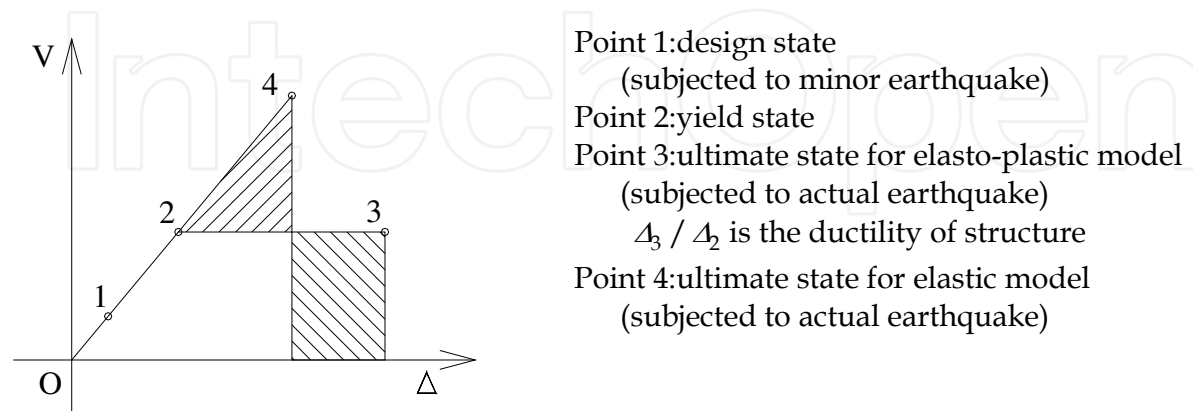 IntechOpen
V
4
2
3
1
O
Δ
Point 1:design state
(subjected to minor earthquake)
Point 2:yield state
Point 3:ultimate state for elasto-plastic model
(subjected to actual earthquake)
Δ₃ / Δ₂ is the ductility of structure
Point 4:ultimate state for elastic model
(subjected to actual earthquake)